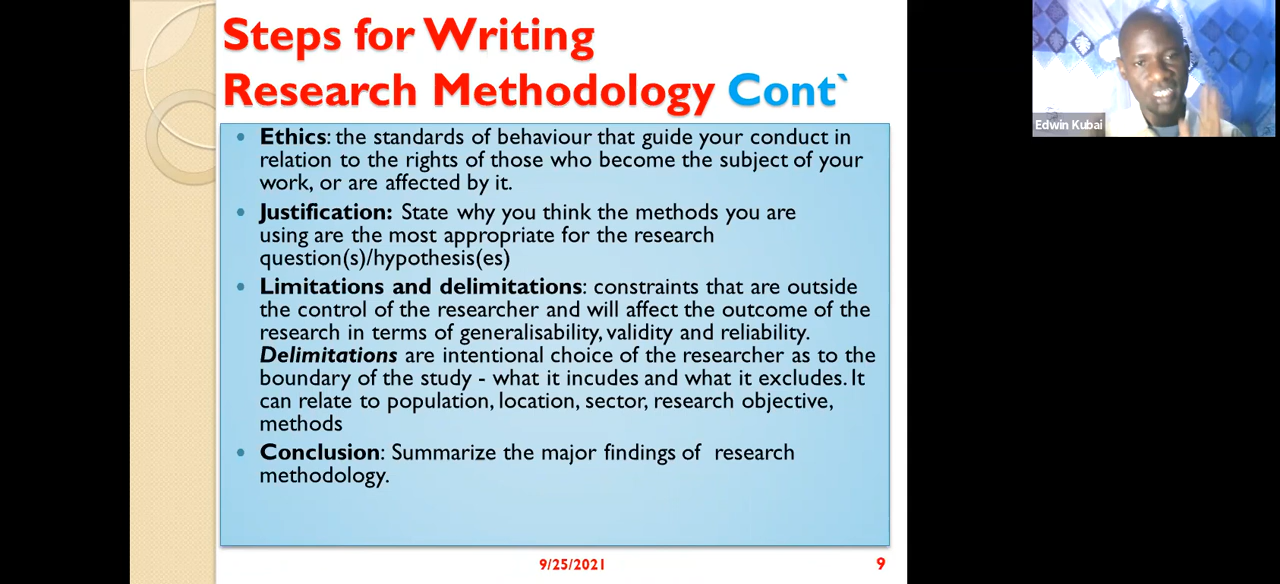 Steps for Writing
Research Methodology Cont`
• Ethics: the standards of behaviour that guide your conduct in
relation to the rights of those who become the subject of your
work, or are affected by it.
• Justification: State why you think the methods you are
using are the most appropriate for the research
question(s)/hypothesis(es)
• Limitations and delimitations: constraints that are outside
the control of the researcher and will affect the outcome of the
research in terms of generalisability, validity and reliability.
Delimitations are intentional choice of the researcher as to the
boundary of the study - what it incudes and what it excludes. It
can relate to population, location, sector, research objective,
methods
• Conclusion: Summarize the major findings of research
methodology.
9/25/2021
9
Edwin Kubai